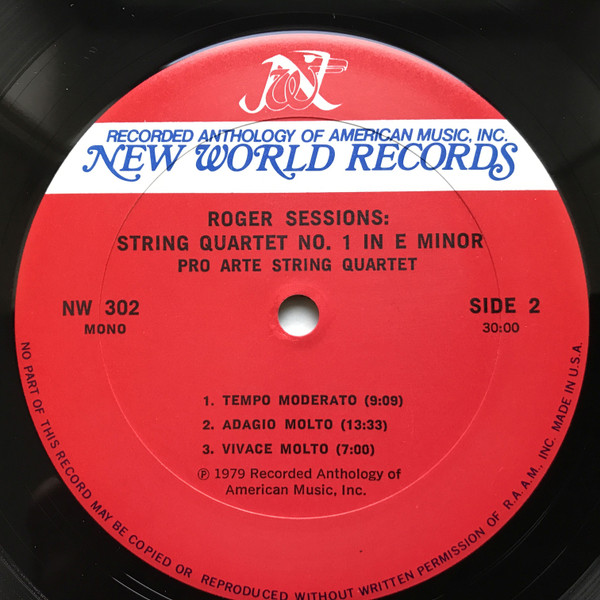 RECORDED ANTHOLOGY OF AMERICAN MUSIC, INC.
NEW WORLD RECORDS
ROGER SESSIONS:
STRING QUARTET NO. 1 IN E MINOR
PRO ARTE STRING QUARTET
NW 302
MONO
SIDE 2
30:00
1. TEMPO MODERATO (9:09)
2. ADAGIO MOLTO (13:33)
3. VIVACE MOLTO (7:00)
℗ 1979 Recorded Anthology of
American Music, Inc.
NO PART OF THIS RECORD MAY BE COPIED OR REPRODUCED WITHOUT WRITTEN PERMISSION OF R.A.A.M., INC. MADE IN U.S.A.